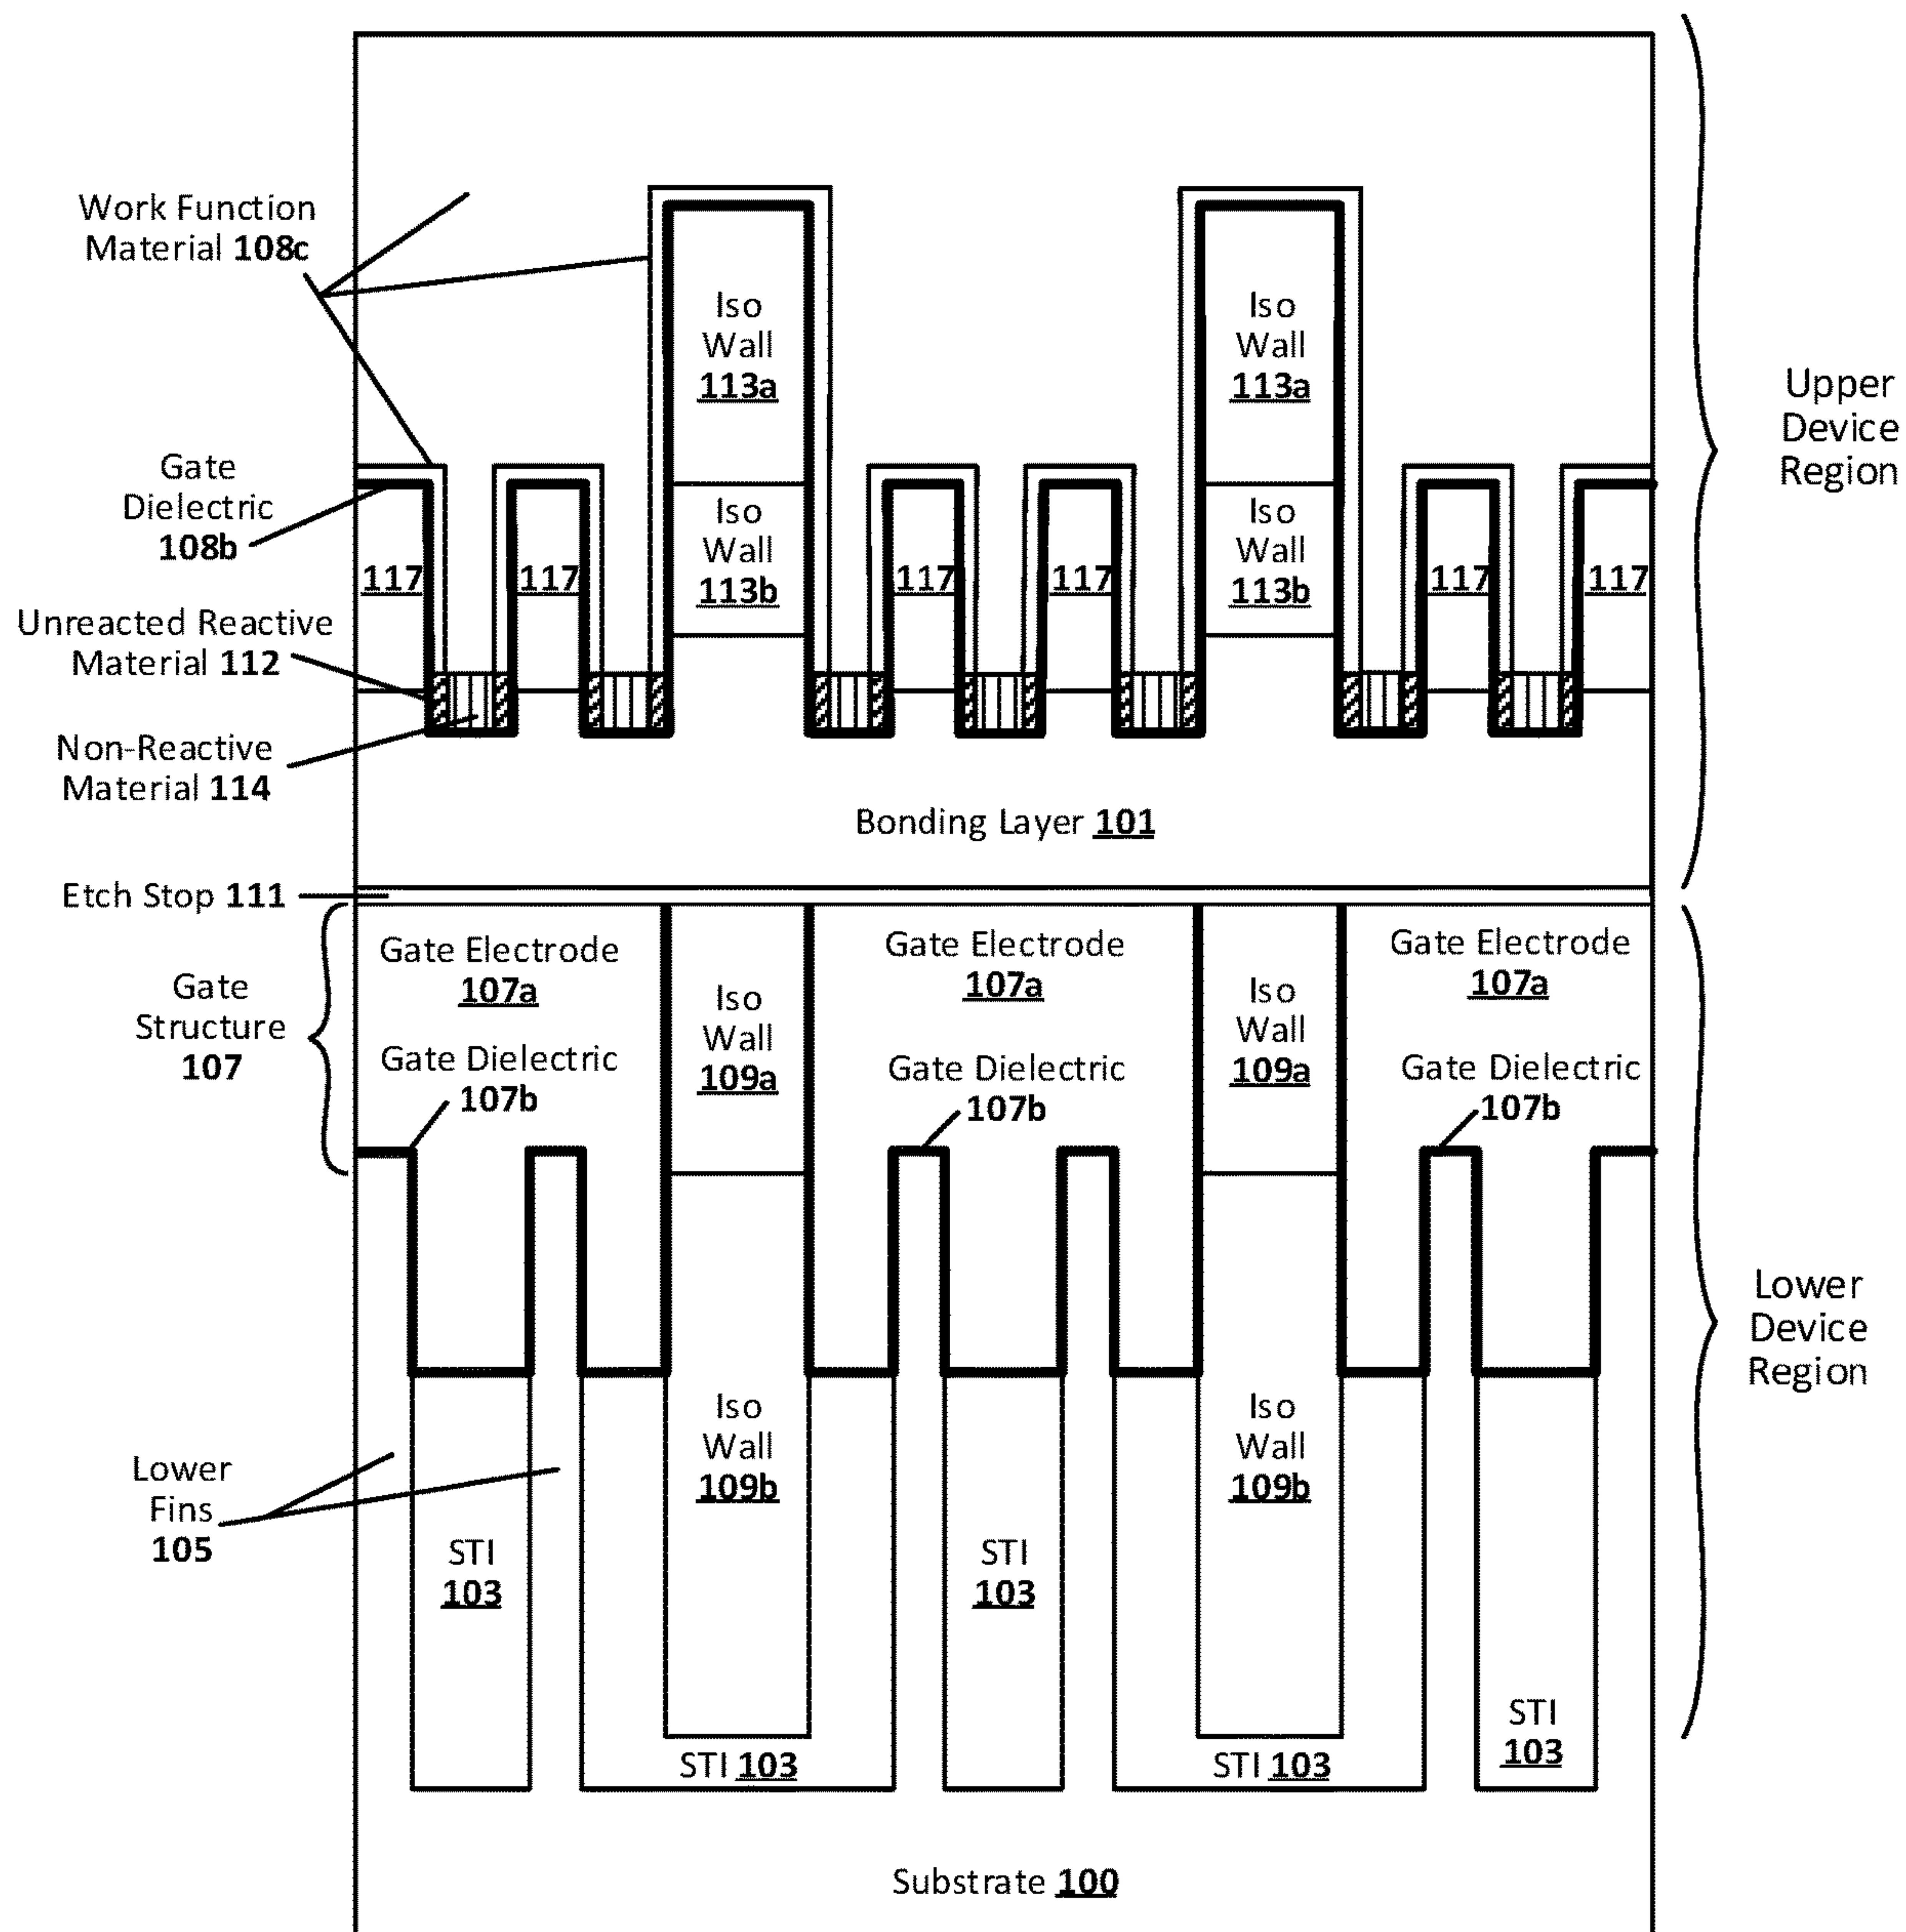 Work Function
Material 108c
Iso
Wall
113a
Iso
Wall
113a
Upper
Device
Region
Gate
Dielectric
108b
Iso
Wall
113b
Iso
Wall
113b
117
117
117
117
117
117
Unreacted Reactive
Material 112
Non-Reactive
Material 114
Bonding Layer 101
Etch Stop 111
Gate Electrode
107a
Gate Electrode
107a
Gate Electrode
107a
Gate
Structure
107
Iso
Wall
109a
Iso
Wall
109a
Gate Dielectric
107b
Gate Dielectric
107b
Gate Dielectric
107b
Lower
Device
Region
Iso
Wall
109b
Iso
Wall
109b
Lower
Fins
105
STI
103
STI
103
STI
103
STI 103
STI 103
Substrate 100